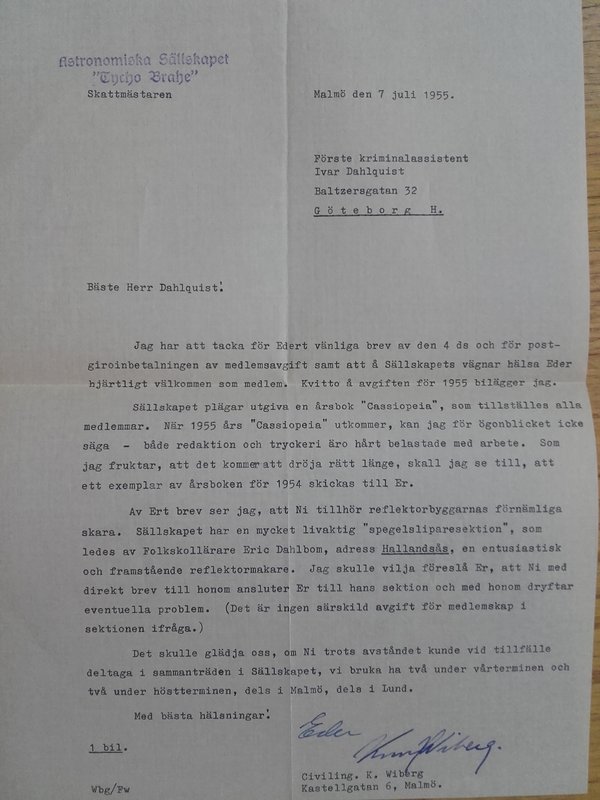 Astronomiska Sällskapet
"Tycho Brahe"
Skattmästaren
Malmö den 7 juli 1955.
Förste kriminalassistent
Ivar Dahlquist
Baltzersgatan 32
G ö t e b o r g  H.
Bäste Herr Dahlquist!
Jag har att tacka för Edert vänliga brev av den 4 ds och för post-
giroinbetalningen av medlemsavgift samt att å Sällskapets vägnar hälsa Eder
hjärtligt välkommen som medlem. Kvitto å avgiften för 1955 bilägger jag.
Sällskapet plägar utgiva en årsbok "Cassiopeia", som tillställes alla
medlemmar. När 1955 års "Cassiopeia" utkommer, kan jag för ögonblicket icke
säga - både redaktion och tryckeri äro hårt belastade med arbete. Som
jag fruktar, att det kommer att dröja rätt länge, skall jag se till, att
ett exemplar av årsboken för 1954 skickas till Er.
Av Ert brev ser jag, att Ni tillhör reflektorbyggarnas förnämliga
skara. Sällskapet har en mycket livaktig "spegelsliparesektion", som
ledes av Folkskollärare Eric Dahlbom, adress Hallandsås, en entusiastisk
och framstående reflektormakare. Jag skulle vilja föreslå Er, att Ni med
direkt brev till honom ansluter Er till hans sektion och med honom dryftar
eventuella problem. (Det är ingen särskild avgift för medlemskap i
sektionen ifråga.)
Det skulle glädja oss, om Ni trots avståndet kunde vid tillfälle
deltaga i sammanträden i Sällskapet, vi bruka ha två under vårterminen och
två under höstterminen, dels i Malmö, dels i Lund.
Med bästa hälsningar!
Eder
Wiberg.
1 bil.
Civiling. K. Wiberg
Kastellgatan 6, Malmö.
Wbg/Fw